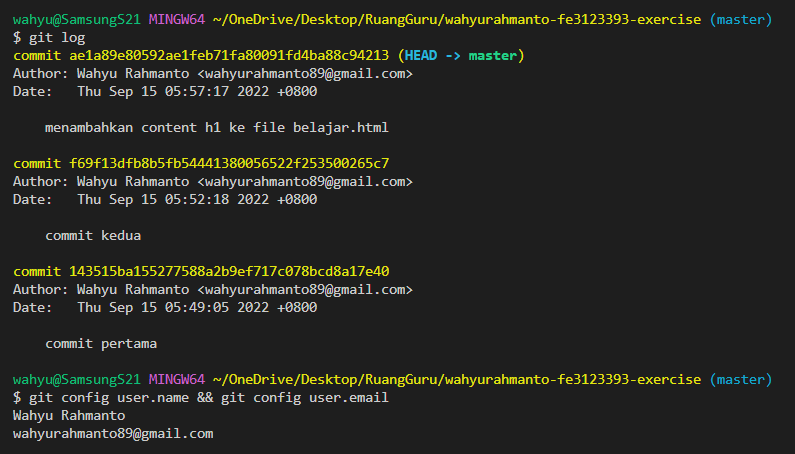 wahyu@SamsungS21 MINGW64 ~/OneDrive/Desktop/RuangGuru/wahyurahmanto-fe3123393-exercise (master)
$ git log
commit ae1a89e80592ae1feb71fa80091fd4ba88c94213 (HEAD -> master)
Author: Wahyu Rahmanto <wahyurahmanto89@gmail.com>
Date:   Thu Sep 15 05:57:17 2022 +0800
    menambahkan content h1 ke file belajar.html
commit f69f13dfb8b5fb54441380056522f253500265c7
Author: Wahyu Rahmanto <wahyurahmanto89@gmail.com>
Date:   Thu Sep 15 05:52:18 2022 +0800
    commit kedua
commit 143515ba155277588a2b9ef717c078bcd8a17e40
Author: Wahyu Rahmanto <wahyurahmanto89@gmail.com>
Date:   Thu Sep 15 05:49:05 2022 +0800
    commit pertama
wahyu@SamsungS21 MINGW64 ~/OneDrive/Desktop/RuangGuru/wahyurahmanto-fe3123393-exercise (master)
$ git config user.name && git config user.email
Wahyu Rahmanto
wahyurahmanto89@gmail.com